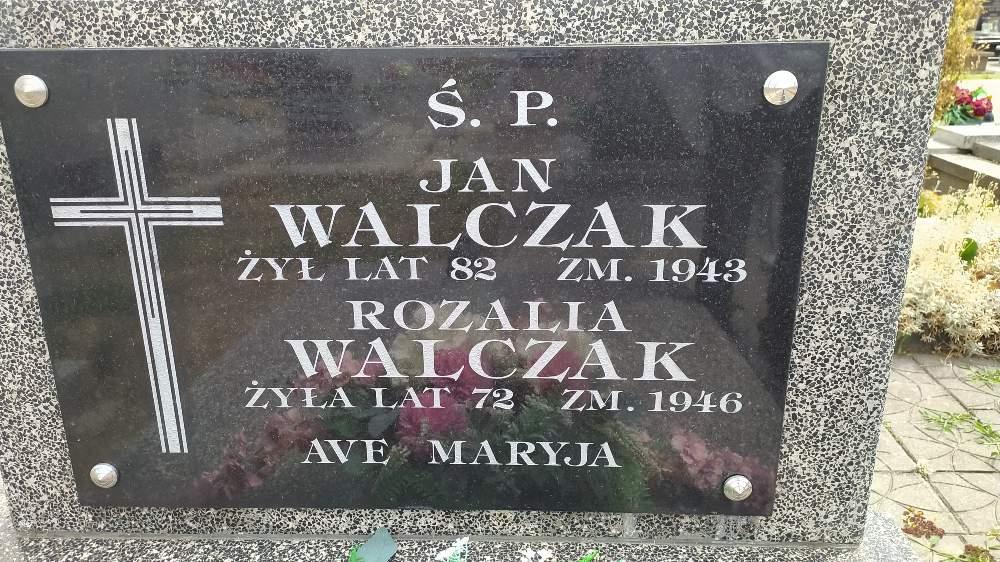 Ś. P.
JAN
WALCZAK
ŻYŁ LAT 82 ZM. 1943
ROZALIA
WALCZAK
ŻYŁA LAT 72 ZM. 1946
AVE MARYJA